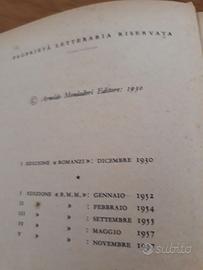 PROPRIETÀ LETTERARIA RISERVATA
© Arnoldo Mondadori Editore: 1930
I EDIZIONE «ROMANZI»: DICEMBRE 1930
*
I EDIZIONE «B.M.M.»: GENNAIO 1952
II » » FEBBRAIO 1954
III » » SETTEMBRE 1955
IV » » MAGGIO 1957
V » » NOVEMBRE
subito